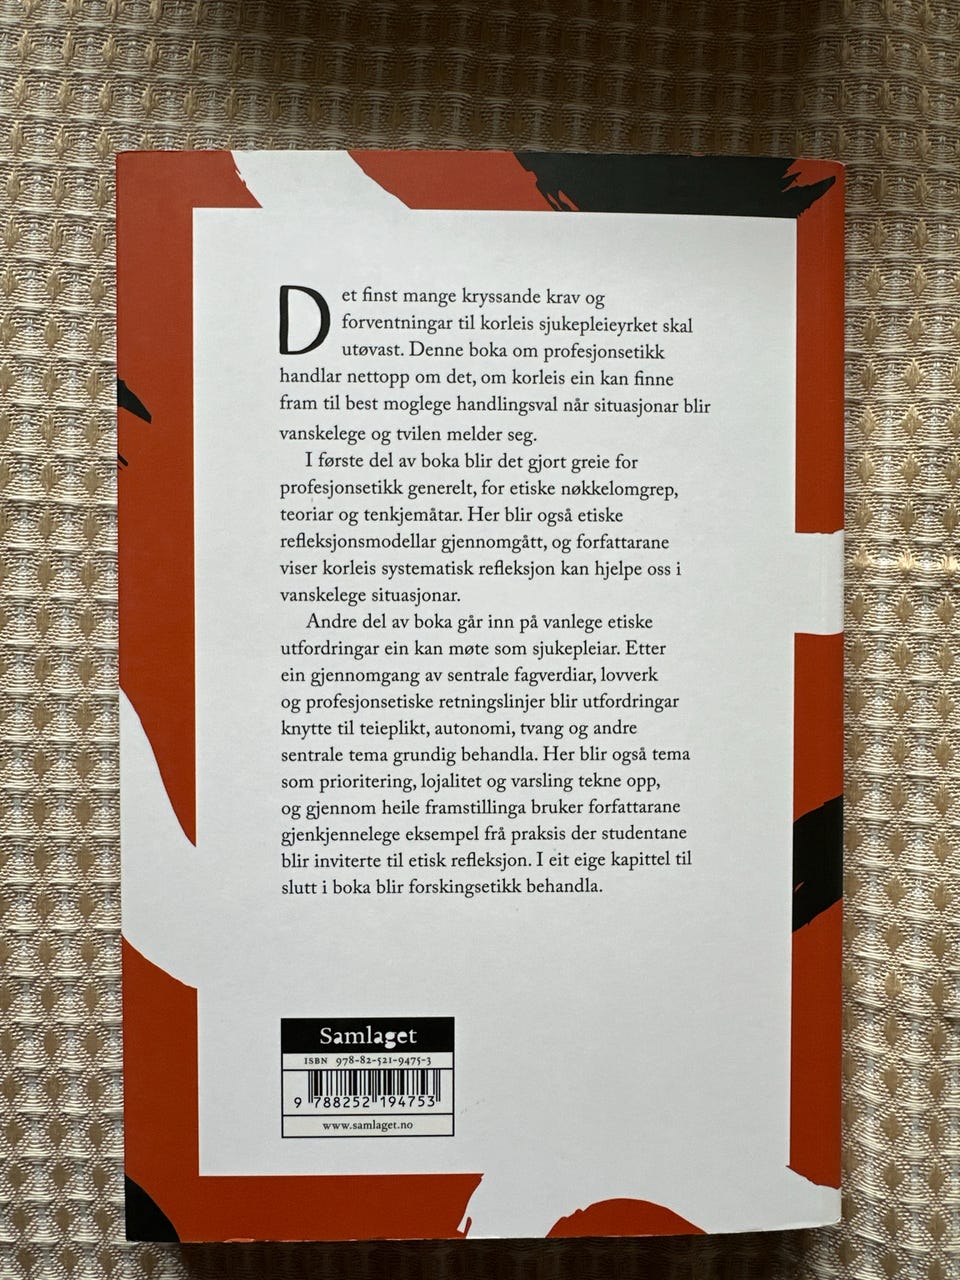 Det finst mange kryssande krav og
forventningar til korleis sjukepleieyrket skal
utøvast. Denne boka om profesjonsetikk
handlar nettopp om det, om korleis ein kan finne
fram til best moglege handlingsval når situasjonar blir
vanskelege og tvilen melder seg.
I første del av boka blir det gjort greie for
profesjonsetikk generelt, for etiske nøkkelomgrep,
teoriar og tenkjemåtar. Her blir også etiske
refleksjonsmodellar gjennomgått, og forfattarane
viser korleis systematisk refleksjon kan hjelpe oss i
vanskelege situasjonar.
Andre del av boka går inn på vanlege etiske
utfordringar ein kan møte som sjukepleiar. Etter
ein gjennomgang av sentrale fagverdiar, lovverk
og profesjonsetiske retningslinjer blir utfordringar
knytte til teieplikt, autonomi, tvang og andre
sentrale tema grundig behandla. Her blir også tema
som prioritering, lojalitet og varsling tekne opp,
og gjennom heile framstillinga bruker forfattarane
gjenkjennelege eksempel frå praksis der studentane
blir inviterte til etisk refleksjon. I eit eige kapittel til
slutt i boka blir forskingsetikk behandla.
Samlaget
ISBN 978-82-521-9475-3
9 788252 194753
www.samlaget.no